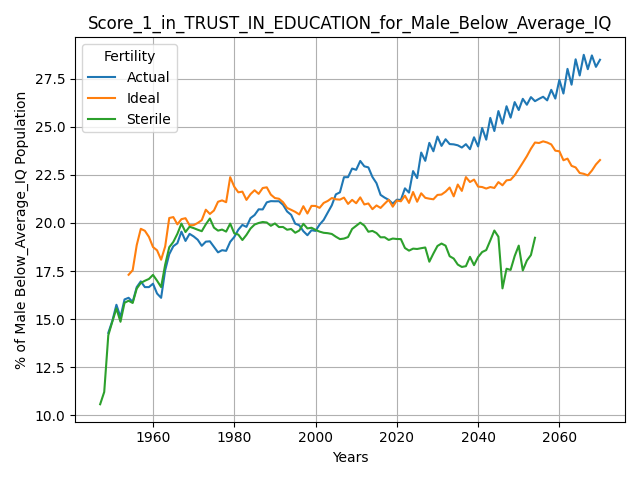 Score_1_in_TRUST_IN_EDUCATION_for_Male_Below_Average_IQ
Fertility
Actual
Ideal
Sterile
% of Male Below_Average_IQ Population
27.5
25.0
22.5
20.0
17.5
15.0
12.5
10.0
1960
1980
2000
2020
2040
2060
Years